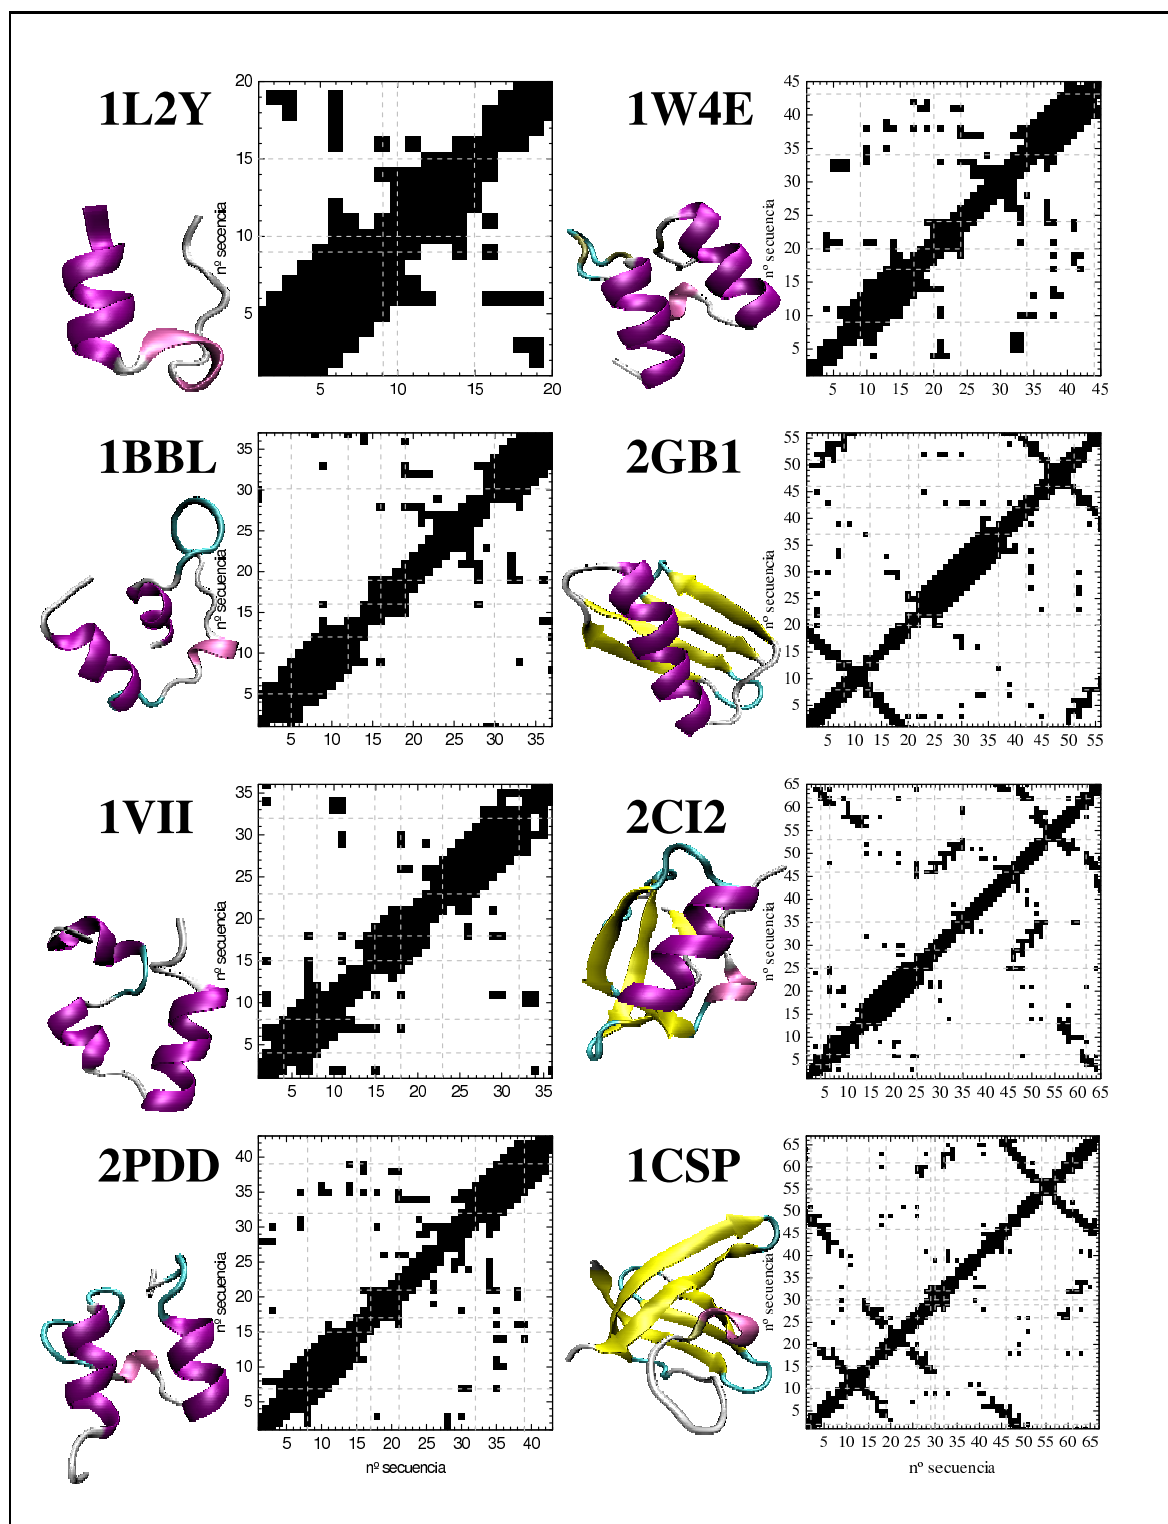 1L2Y
nº secencia
20
15
10
5
5 10 15 20
1W4E
nº secuencia
45
40
35
30
25
20
15
10
5
5 10 15 20 25 30 35 40 45
1BBL
nº secuencia
35
30
25
20
15
10
5
5 10 15 20 25 30 35
2GB1
nº secuencia
55
50
45
40
35
30
25
20
15
10
5
5 10 15 20 25 30 35 40 45 50 55
1VII
nº secuencia
35
30
25
20
15
10
5
5 10 15 20 25 30 35
2CI2
nº secuencia
65
60
55
50
45
40
35
30
25
20
15
10
5
5 10 15 20 25 30 35 40 45 50 55 60 65
2PDD
nº secuencia
40
35
30
25
20
15
10
5
5 10 15 20 25 30 35 40
nº secuencia
1CSP
nº secuencia
65
60
55
50
45
40
35
30
25
20
15
10
5
5 10 15 20 25 30 35 40 45 50 55 60 65
nº secuencia